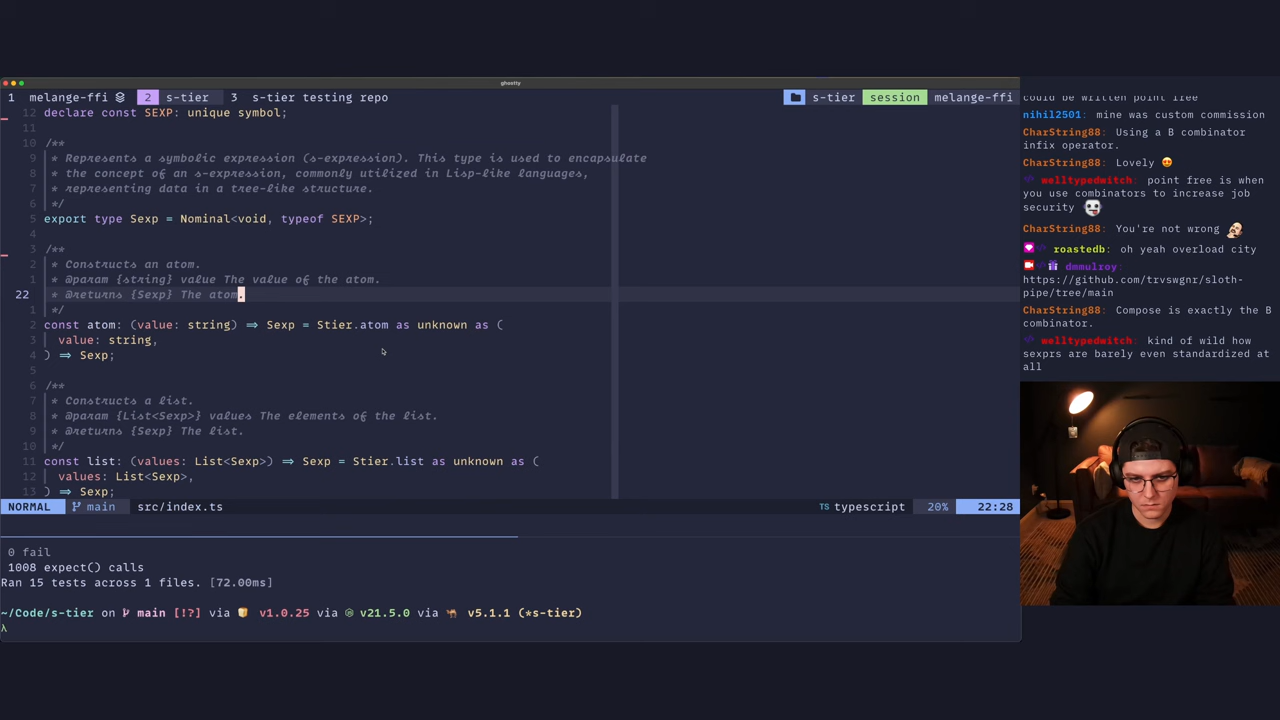 ghostty
1 melange-ffi 2 s-tier 3 s-tier testing repo s-tier session melange-ffi
12 declare const SEXP: unique symbol;
11
10 /**
9 * Represents a symbolic expression (s-expression). This type is used to encapsulate
8 * the concept of an s-expression, commonly utilized in Lisp-like languages,
7 * representing data in a tree-like structure.
6 */
5 export type Sexp = Nominal<void, typeof SEXP>;
4
3 /**
2 * Constructs an atom.
1 * @param {string} value The value of the atom.
22 * @returns {Sexp} The atom.
1 */
2 const atom: (value: string) => Sexp = Stier.atom as unknown as (
3 value: string,
4 ) => Sexp;
5
6 /**
7 * Constructs a list.
8 * @param {List<Sexp>} values The elements of the list.
9 * @returns {Sexp} The list.
10 */
11 const list: (values: List<Sexp>) => Sexp = Stier.list as unknown as (
12 values: List<Sexp>,
13 ) => Sexp;
NORMAL main src/index.ts TS typescript 20% 22:28
0 fail
1008 expect() calls
Ran 15 tests across 1 files. [72.00ms]
~/Code/s-tier on main [!?] via v1.0.25 via v21.5.0 via v5.1.1 (*s-tier)
λ
could be written point free
nihil2501: mine was custom commission
CharString88: Using a B combinator
infix operator.
CharString88: Lovely
welltypedwitch: point free is when
you use combinators to increase job
security
CharString88: You're not wrong
roastedb: oh yeah overload city
dmmulroy:
https://github.com/trvswgnr/sloth-
pipe/tree/main
CharString88: Compose is exactly the B
combinator.
welltypedwitch: kind of wild how
sexprs are barely even standardized at
all